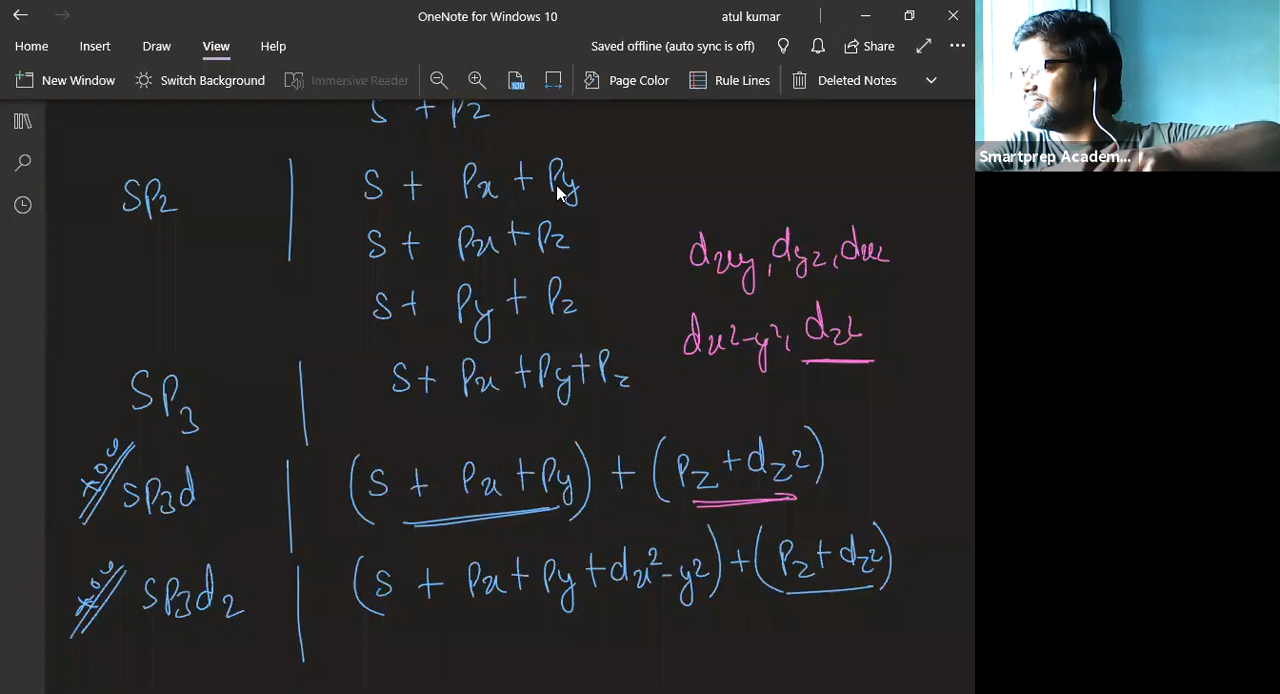 OneNote for Windows 10
atul kumar
Home Insert Draw View Help
Saved offline (auto sync is off)
Share
New Window Switch Background Immersive Reader
100
Page Color Rule Lines Deleted Notes
Smartprep Academ...
S + Pz
SP2 | S + Px + Py
S + Px + Pz
S + Py + Pz
dxy, dyz, dxz
dx²-y², dz²
SP3 | S + Px + Py + Pz
SP3d | (S + Px + Py) + (Pz + dz²)
SP3d2 | (S + Px + Py + dx²-y²) + (Pz + dz²)